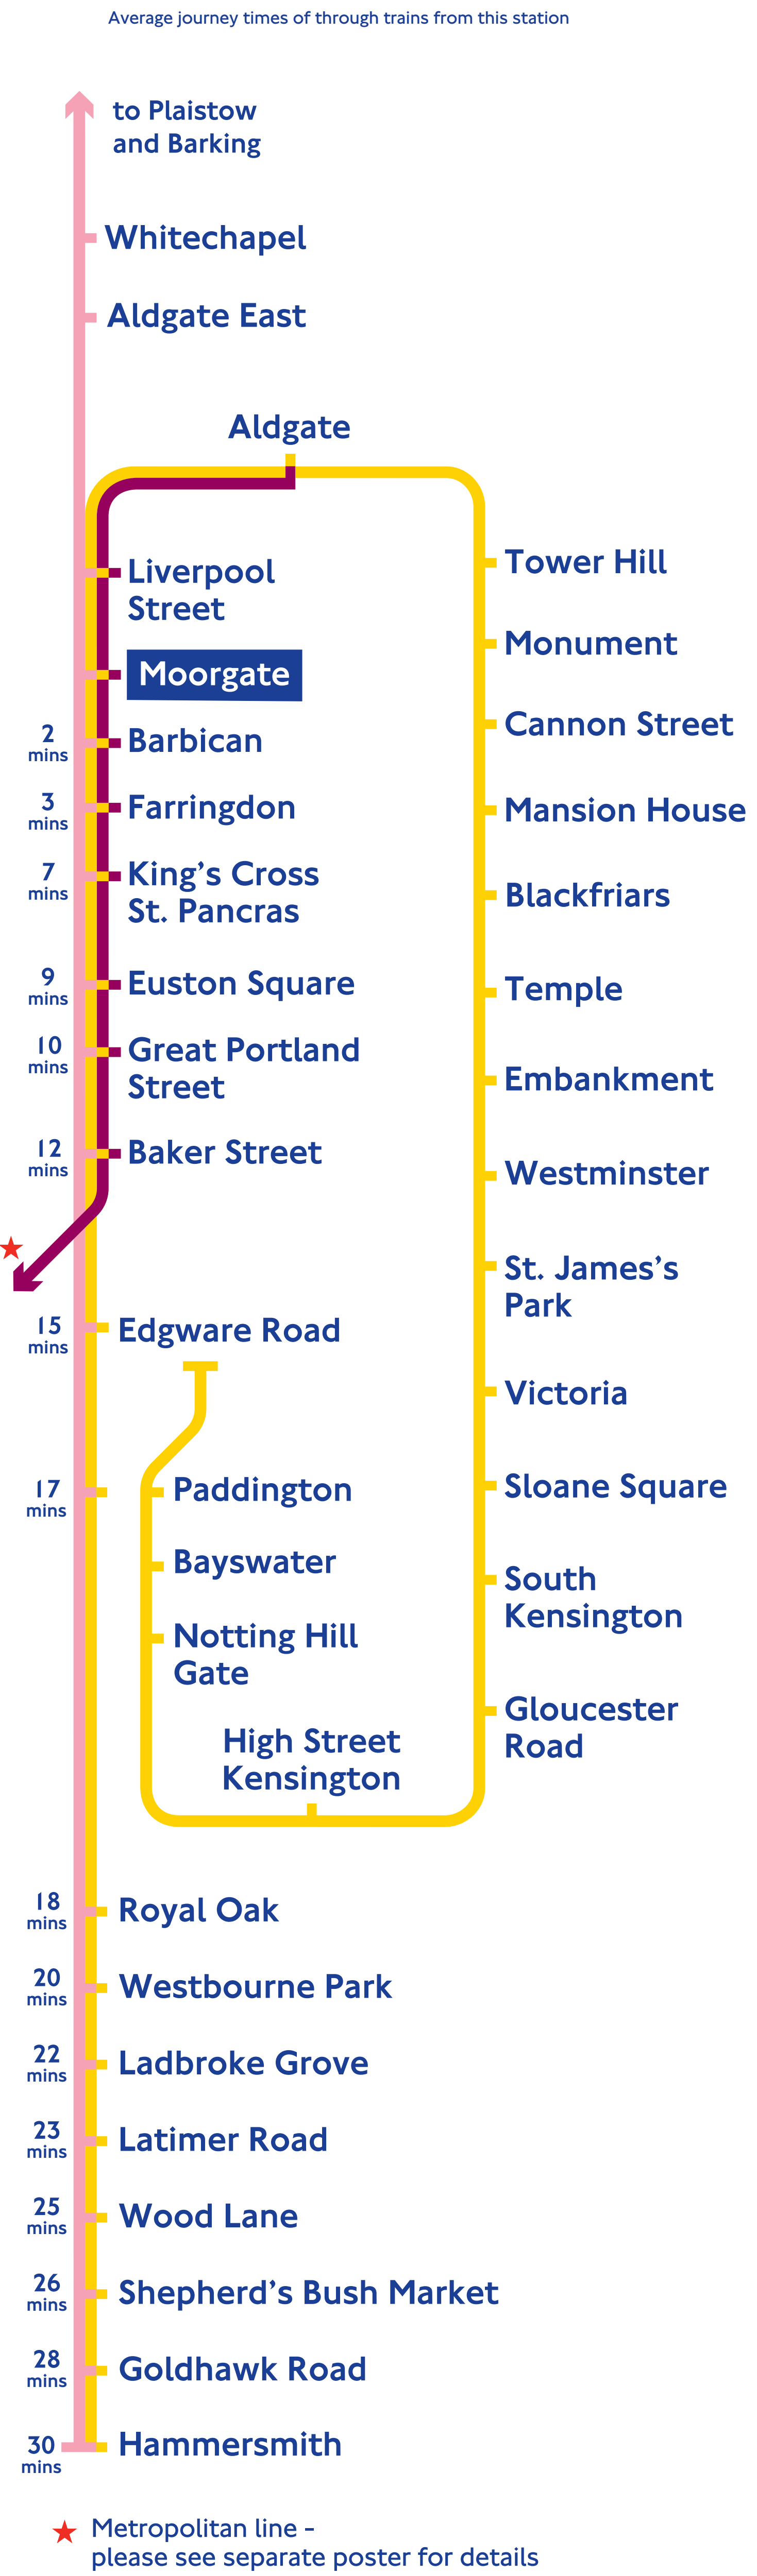 Average journey times of through trains from this station
to Plaistow
and Barking
Whitechapel
Aldgate East
Aldgate
Liverpool
Street
Moorgate
2
mins
Barbican
3
mins
Farringdon
7
mins
King’s Cross
St. Pancras
9
mins
Euston Square
10
mins
Great Portland
Street
12
mins
Baker Street
15
mins
Edgware Road
17
mins
Paddington
Bayswater
Notting Hill
Gate
High Street
Kensington
Tower Hill
Monument
Cannon Street
Mansion House
Blackfriars
Temple
Embankment
Westminster
St. James’s
Park
Victoria
Sloane Square
South
Kensington
Gloucester
Road
18
mins
Royal Oak
20
mins
Westbourne Park
22
mins
Ladbroke Grove
23
mins
Latimer Road
25
mins
Wood Lane
26
mins
Shepherd’s Bush Market
28
mins
Goldhawk Road
30
mins
Hammersmith
Metropolitan line -
please see separate poster for details